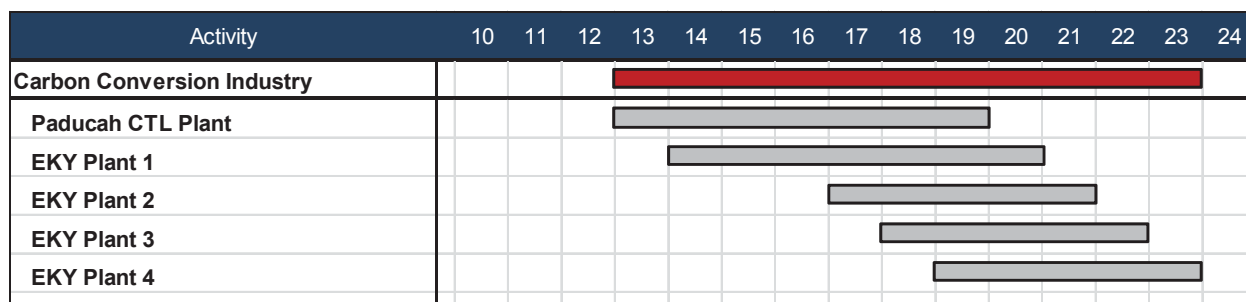 Activity 10 11 12 13 14 15 16 17 18 19 20 21 22 23 24
Carbon Conversion Industry
Paducah CTL Plant
EKY Plant 1
EKY Plant 2
EKY Plant 3
EKY Plant 4